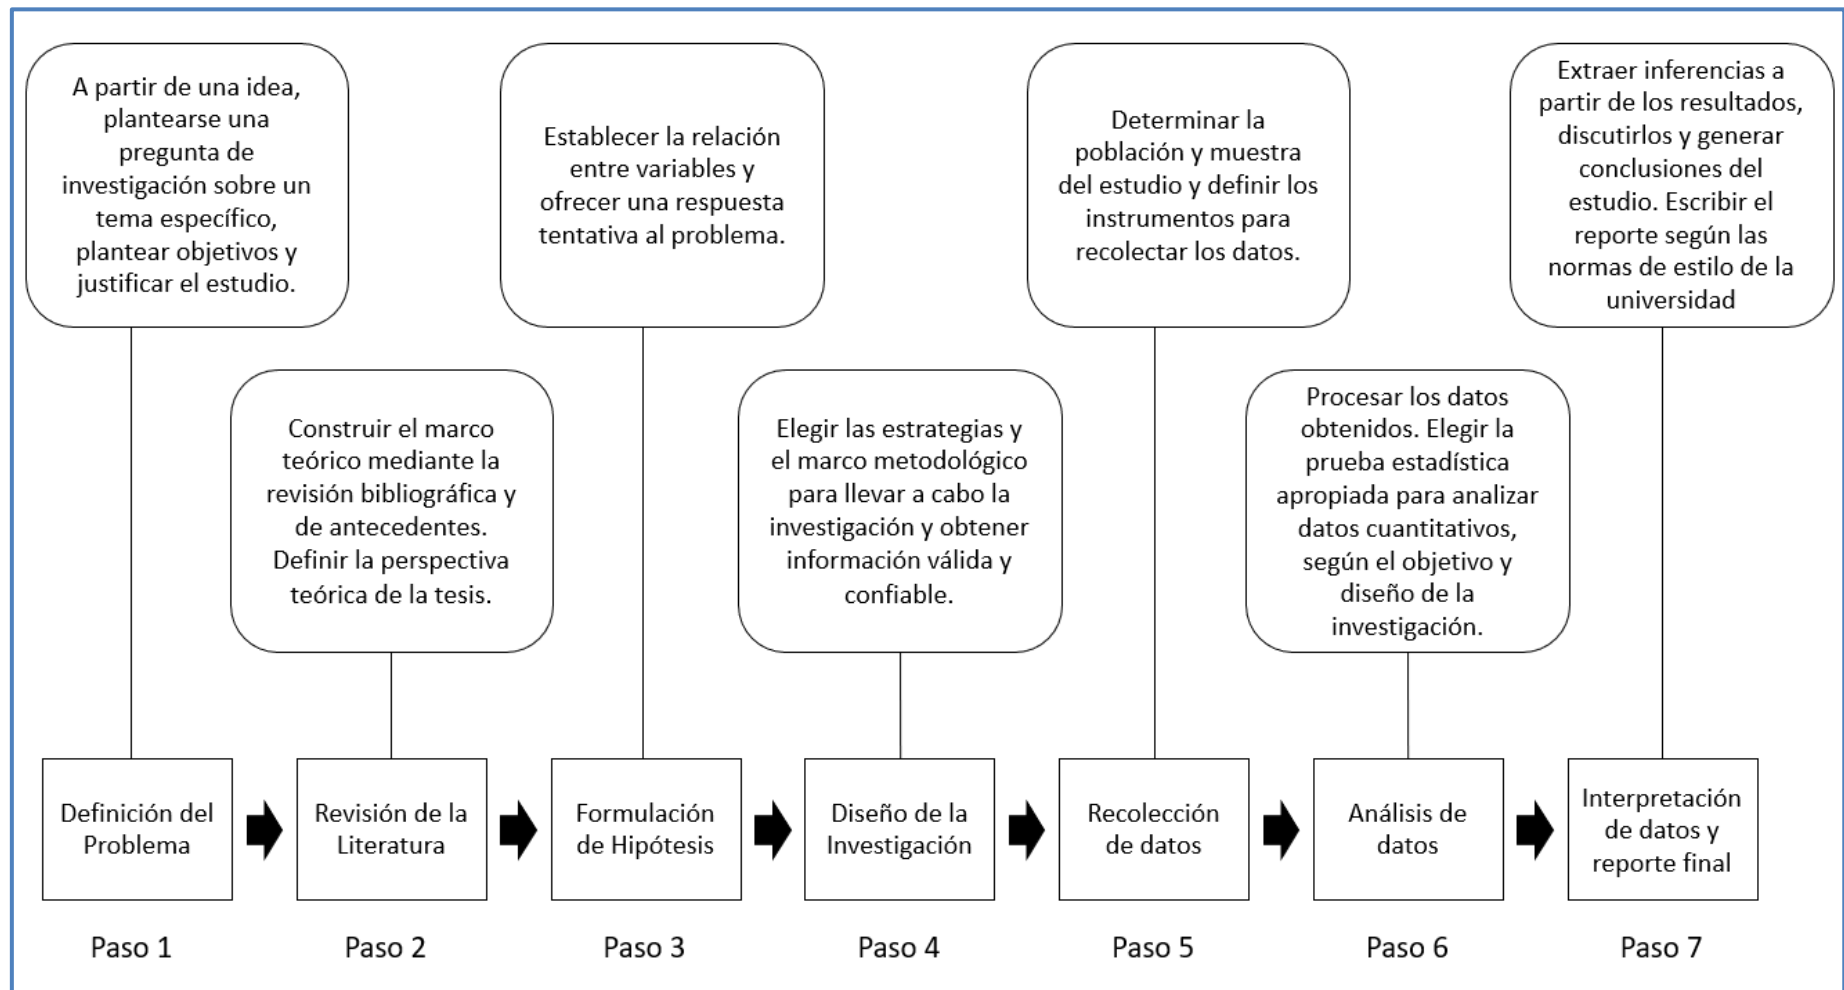 A partir de una idea,
plantearse una
pregunta de
investigación sobre un
tema específico,
plantear objetivos y
justificar el estudio.
Establecer la relación
entre variables y
ofrecer una respuesta
tentativa al problema.
Determinar la
población y muestra
del estudio y definir los
instrumentos para
recolectar los datos.
Extraer inferencias a
partir de los resultados,
discutirlos y generar
conclusiones del
estudio. Escribir el
reporte según las
normas de estilo de la
universidad
Construir el marco
teórico mediante la
revisión bibliográfica y
de antecedentes.
Definir la perspectiva
teórica de la tesis.
Elegir las estrategias y
el marco metodológico
para llevar a cabo la
investigación y obtener
información válida y
confiable.
Procesar los datos
obtenidos. Elegir la
prueba estadística
apropiada para analizar
datos cuantitativos,
según el objetivo y
diseño de la
investigación.
Definición del
Problema
Revisión de la
Literatura
Formulación
de Hipótesis
Diseño de la
Investigación
Recolección
de datos
Análisis de
datos
Interpretación
de datos y
reporte final
Paso 1
Paso 2
Paso 3
Paso 4
Paso 5
Paso 6
Paso 7